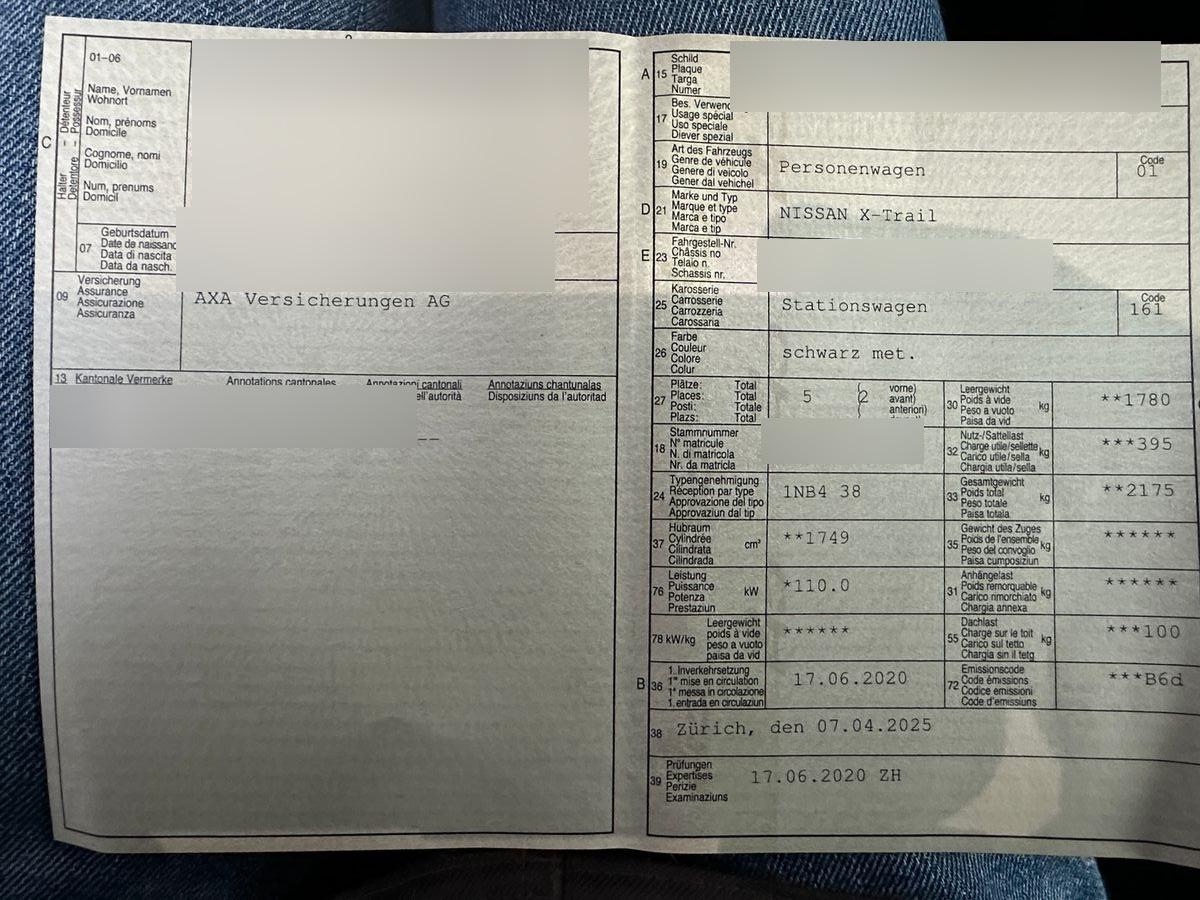 01-06
Halter - Détenteur
Detentore - Possessur
C
Name, Vornamen
Wohnort
Nom, prénoms
Domicile
Cognome, nomi
Domicilio
Num, prenums
Domicil
07
Geburtsdatum
Date de naissanc
Data di nascita
Data da nasch.
09
Versicherung
Assurance
Assicurazione
Assicuranza
AXA Versicherungen AG
13 Kantonale Vermerke Annotations cantonales Annotazioni cantonali Annotaziuns chantunalas
ell'autorità Disposiziuns da l'autoritad
A 15
Schild
Plaque
Targa
Numer
17
Bes. Verwend
Usage spécial
Uso speciale
Diever spezial
19
Art des Fahrzeugs
Genre de véhicule
Genere di veicolo
Gener dal vehichel
Personenwagen
Code
01
D 21
Marke und Typ
Marque et type
Marca e tipo
Marca e tip
NISSAN X-Trail
E 23
Fahrgestell-Nr.
Châssis no
Telaio n.
Schassis nr.
25
Karosserie
Carrosserie
Carrozzeria
Carossaria
Stationswagen
Code
161
26
Farbe
Couleur
Colore
Colur
schwarz met.
27
Plätze: Total
Places: Total
Posti: Totale
Plazs: Total
5 (2
vorne)
avant)
anteriori)
30
Leergewicht
Poids à vide
Peso a vuoto
Paisa da vid
kg
**1780
18
Stammnummer
N° matricule
N. di matricola
Nr. da matricla
32
Nutz-/Sattellast
Charge utile/sellette
Carico utile/sella
Chargia utila/sella
kg
***395
24
Typengenehmigung
Réception par type
Approvazione del tipo
Approvaziun dal tip
1NB4 38
33
Gesamtgewicht
Poids total
Peso totale
Paisa totala
kg
**2175
37
Hubraum
Cylindrée
Cilindrata
Cilindrada
cm³
**1749
35
Gewicht des Zuges
Poids de l'ensemble
Peso del convoglio
Paisa cumposiziun
kg
******
76
Leistung
Puissance
Potenza
Prestaziun
kW
*110.0
31
Anhängelast
Poids remorquable
Carico rimorchiato
Chargia annexa
kg
******
78 kW/kg
Leergewicht
poids à vide
peso a vuoto
paisa da vid
******
55
Dachlast
Charge sur le toit
Carico sul tetto
Chargia sin il tetg
kg
***100
B 36
1. Inverkehrsetzung
1re mise en circulation
1a messa in circolazione
1. entrada en circulaziun
17.06.2020
72
Emissionscode
Code émissions
Codice emissioni
Code d'emissiuns
***B6d
38 Zürich, den 07.04.2025
39
Prüfungen
Expertises
Perizie
Examinaziuns
17.06.2020 ZH